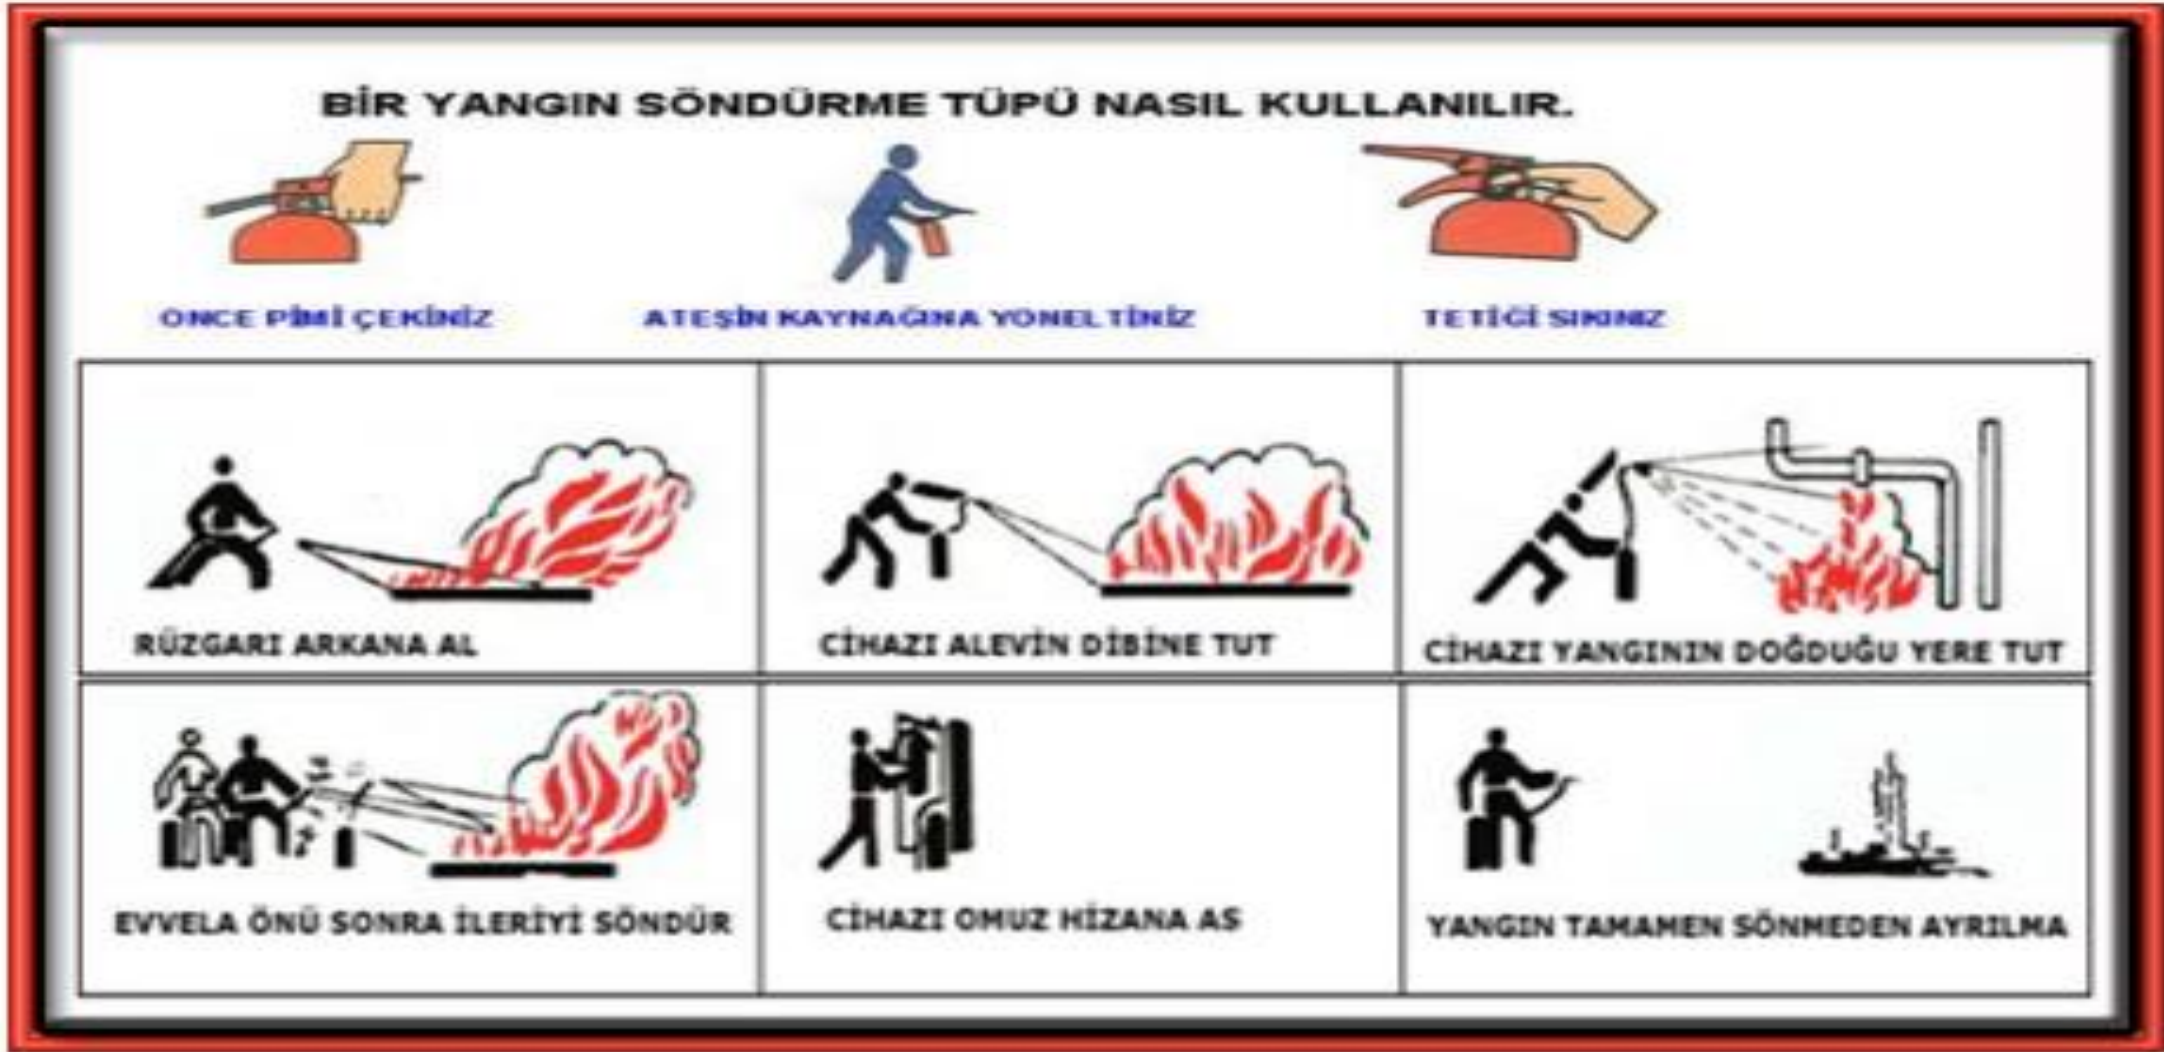 BİR YANGIN SÖNDÜRME TÜPÜ NASIL KULLANILIR.
ONCE PİMİ ÇEKİNİZ
ATEŞİN KAYNAĞINA YONELTİNİZ
TETİĞİ SIKINIZ
RÜZGARI ARKANA AL
CİHAZI ALEVİN DİBİNE TUT
CİHAZI YANGININ DOĞDUĞU YERE TUT
EVVELA ÖNÜ SONRA İLERİYİ SÖNDÜR
CİHAZI OMUZ HİZANA AS
YANGIN TAMAMEN SÖNMEDEN AYRILMA